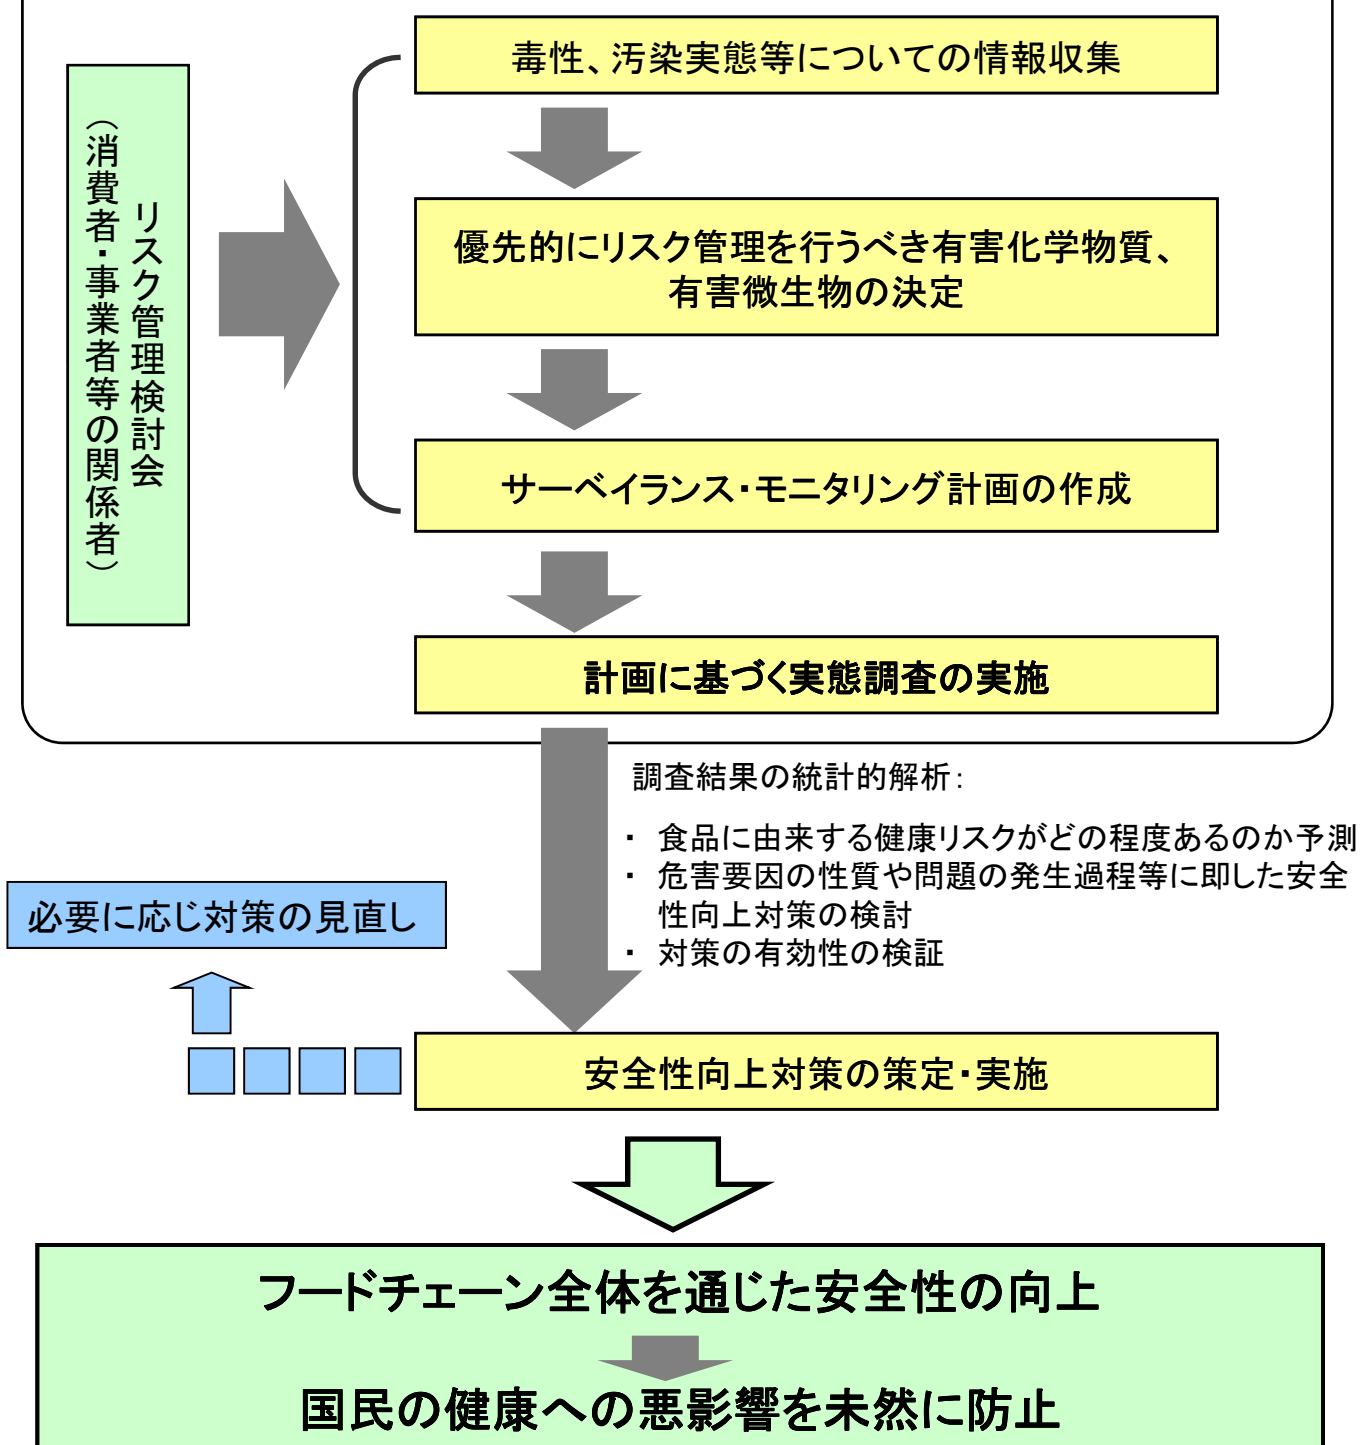 毒性、汚染実態等についての情報収集
リスク管理検討会
（消費者・事業者等の関係者）
優先的にリスク管理を行うべき有害化学物質、
有害微生物の決定
サーベイランス・モニタリング計画の作成
計画に基づく実態調査の実施
調査結果の統計的解析：
・ 食品に由来する健康リスクがどの程度あるのか予測
・ 危害要因の性質や問題の発生過程等に即した安全
性向上対策の検討
・ 対策の有効性の検証
必要に応じ対策の見直し
安全性向上対策の策定・実施
フードチェーン全体を通じた安全性の向上
国民の健康への悪影響を未然に防止